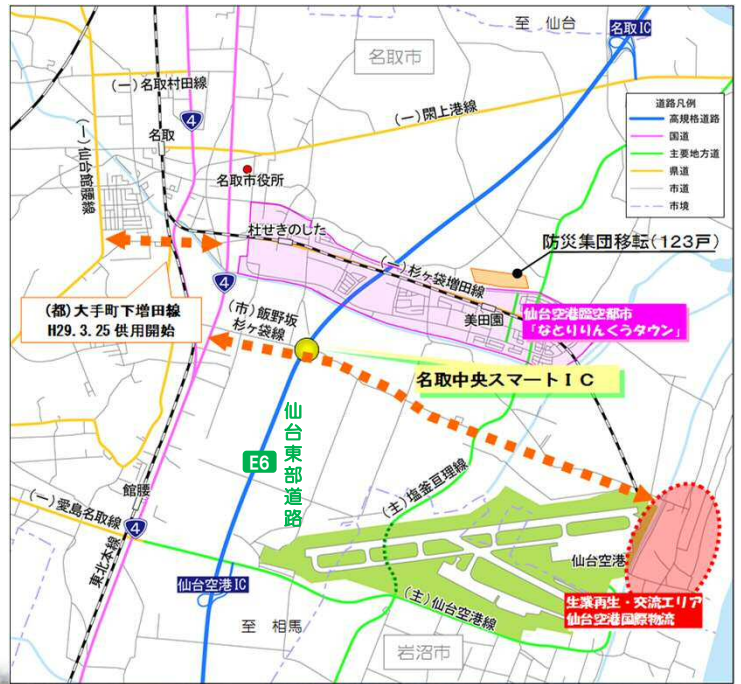 至 仙台
名取IC
名取市
道路凡例
高規格道路
国道
主要地方道
県道
市道
市境
(一)名取村田線
4
(一)閖上港線
名取
(一)仙台館腰線
名取市役所
杜せきのした
防災集団移転(123戸)
(一)杉ヶ袋増田線
4
(都)大手町下増田線
H29.3.25 供用開始
(市)飯野坂
杉ヶ袋線
美田園
仙台空港臨空都市
「なとりりんくうタウン」
名取中央スマートIC
仙台東部道路
E6
(主)塩釜亘理線
館腰
(一)愛島名取線
4
東北本線
仙台空港
仙台空港IC
生業再生・交流エリア
仙台空港国際物流
(主)仙台空港線
至 相馬
岩沼市